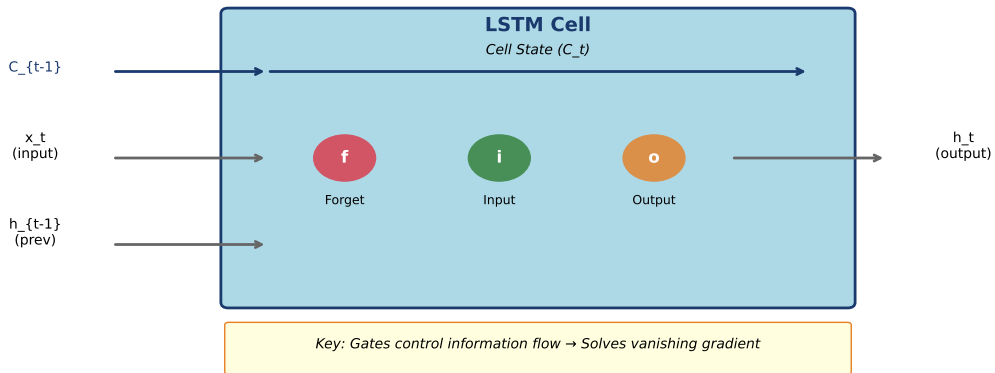 LSTM Cell
Cell State (C_t)
C_{t-1}
x_t
(input)
f
i
o
h_t
(output)
Forget
Input
Output
h_{t-1}
(prev)
Key: Gates control information flow → Solves vanishing gradient